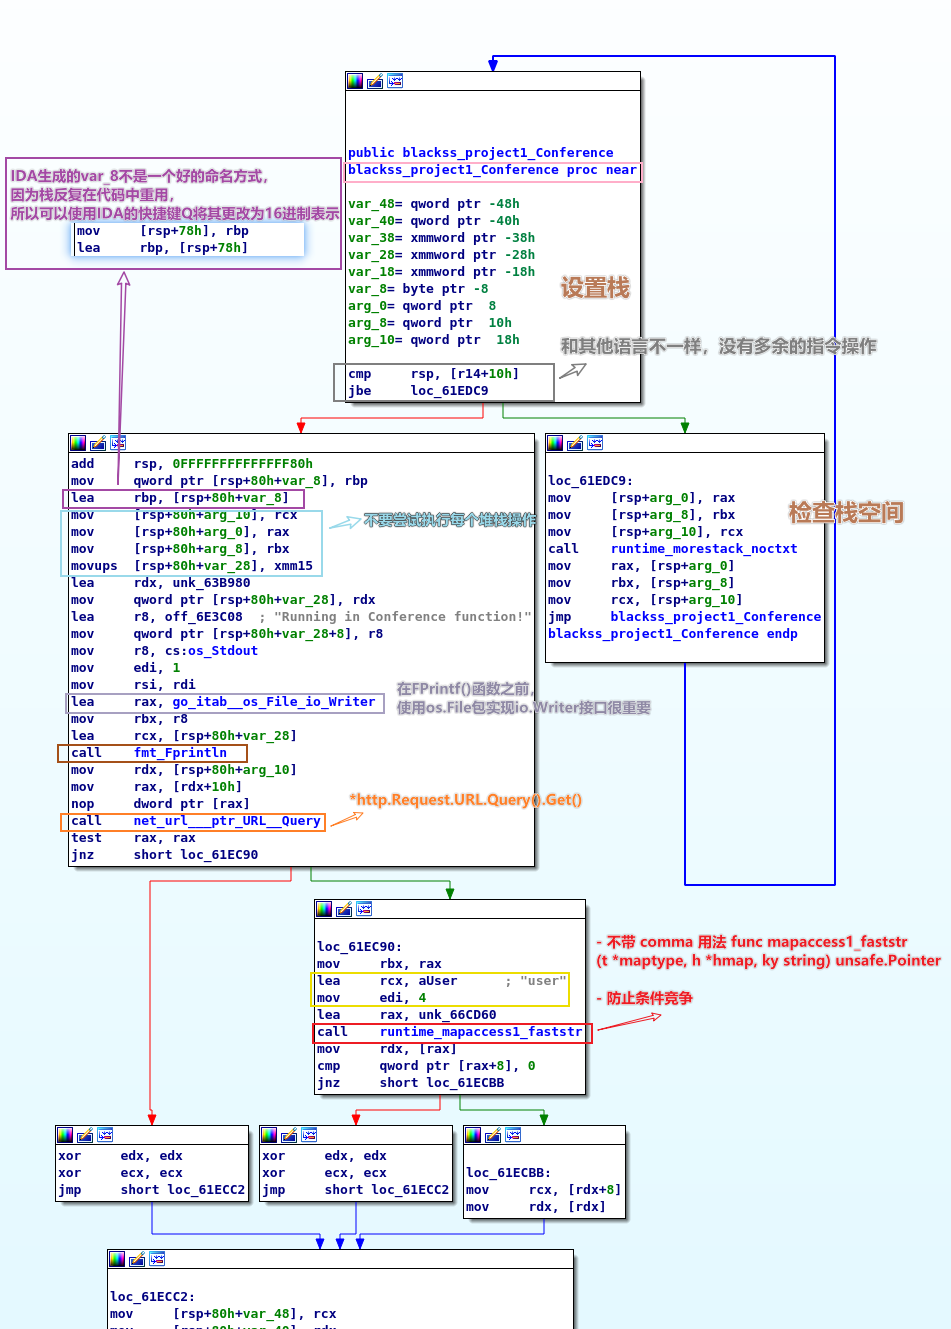 public blackss_project1_Conference
blackss_project1_Conference proc near
var_48= qword ptr -48h
var_40= qword ptr -40h
var_38= xmmword ptr -38h
var_28= xmmword ptr -28h
var_18= xmmword ptr -18h
var_8= byte ptr -8
arg_0= qword ptr  8
arg_8= qword ptr  10h
arg_10= qword ptr  18h
cmp     rsp, [r14+10h]
jbe     loc_61EDC9
设置栈
和其他语言不一样，没有多余的指令操作
IDA生成的var_8不是一个好的命名方式，
因为栈反复在代码中重用，
所以可以使用IDA的快捷键Q将其更改为16进制表示
mov     [rsp+78h], rbp
lea     rbp, [rsp+78h]
add     rsp, 0FFFFFFFFFFFFFF80h
mov     qword ptr [rsp+80h+var_8], rbp
lea     rbp, [rsp+80h+var_8]
mov     [rsp+80h+arg_10], rcx
mov     [rsp+80h+arg_0], rax
mov     [rsp+80h+arg_8], rbx
movups  [rsp+80h+var_28], xmm15
lea     rdx, unk_63B980
mov     qword ptr [rsp+80h+var_28], rdx
lea     r8, off_6E3C08  ; "Running in Conference function!"
mov     qword ptr [rsp+80h+var_28+8], r8
mov     r8, cs:os_Stdout
mov     edi, 1
mov     rsi, rdi
lea     rax, go_itab__os_File_io_Writer
mov     rbx, r8
lea     rcx, [rsp+80h+var_28]
call    fmt_Fprintln
mov     rdx, [rsp+80h+arg_10]
mov     rax, [rdx+10h]
nop     dword ptr [rax]
call    net_url___ptr_URL__Query
test    rax, rax
jnz     short loc_61EC90
不要尝试执行每个堆栈操作
在FPrintf()函数之前，
使用os.File包实现io.Writer接口很重要
*http.Request.URL.Query().Get()
loc_61EDC9:
mov     [rsp+arg_0], rax
mov     [rsp+arg_8], rbx
mov     [rsp+arg_10], rcx
call    runtime_morestack_noctxt
mov     rax, [rsp+arg_0]
mov     rbx, [rsp+arg_8]
mov     rcx, [rsp+arg_10]
jmp     blackss_project1_Conference
blackss_project1_Conference endp
检查栈空间
loc_61EC90:
mov     rbx, rax
lea     rcx, aUser      ; "user"
mov     edi, 4
lea     rax, unk_66CD60
call    runtime_mapaccess1_faststr
mov     rdx, [rax]
cmp     qword ptr [rax+8], 0
jnz     short loc_61ECBB
- 不带 comma 用法 func mapaccess1_faststr
(t *maptype, h *hmap, ky string) unsafe.Pointer
- 防止条件竞争
xor     edx, edx
xor     ecx, ecx
jmp     short loc_61ECC2
xor     edx, edx
xor     ecx, ecx
jmp     short loc_61ECC2
loc_61ECBB:
mov     rcx, [rdx+8]
mov     rdx, [rdx]
loc_61ECC2:
mov     [rsp+80h+var_48], rcx
mov     [rsp+80h+var_40], rdx